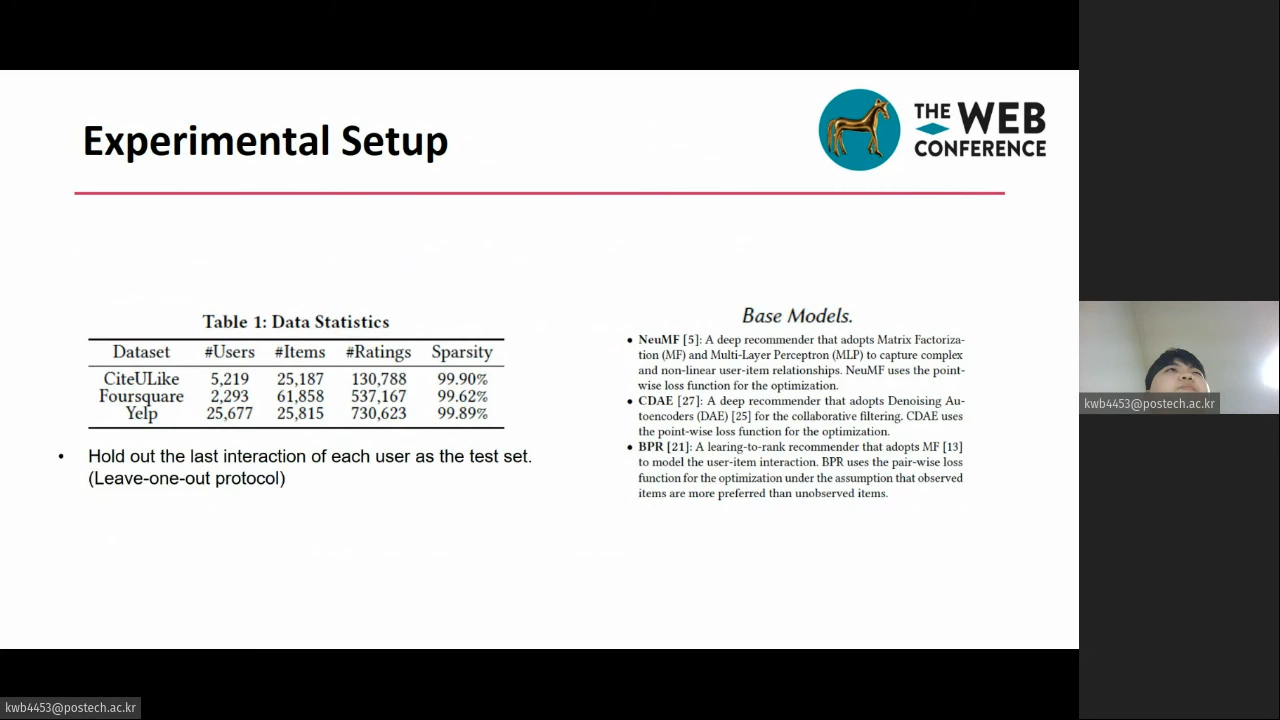 Experimental Setup
THE WEB
CONFERENCE
Table 1: Data Statistics
Dataset #Users #Items #Ratings Sparsity
CiteULike 5,219 25,187 130,788 99.90%
Foursquare 2,293 61,858 537,167 99.62%
Yelp 25,677 25,815 730,623 99.89%
• Hold out the last interaction of each user as the test set.
(Leave-one-out protocol)
Base Models.
• NeuMF [5]: A deep recommender that adopts Matrix Factoriza-
tion (MF) and Multi-Layer Perceptron (MLP) to capture complex
and non-linear user-item relationships. NeuMF uses the point-
wise loss function for the optimization.
• CDAE [27]: A deep recommender that adopts Denoising Au-
toencoders (DAE) [25] for the collaborative filtering. CDAE uses
the point-wise loss function for the optimization.
• BPR [21]: A learing-to-rank recommender that adopts MF [13]
to model the user-item interaction. BPR uses the pair-wise loss
function for the optimization under the assumption that observed
items are more preferred than unobserved items.
kwb4453@postech.ac.kr
kwb4453@postech.ac.kr